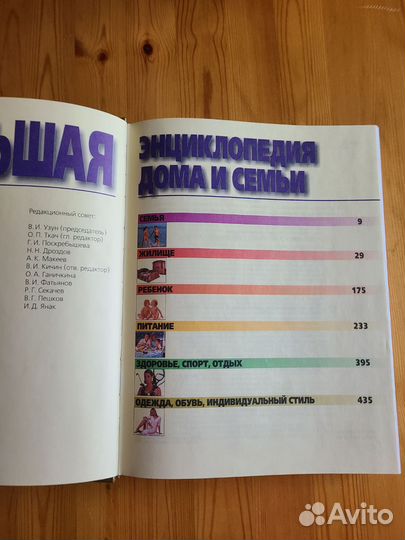 ЬШАЯ
Редакционный совет:
В. И. Узун (председатель)
О. П. Ткач (гл. редактор)
Г. И. Поскребышева
Н. Н. Дроздов
А. К. Макеев
В. И. Кичин (отв. редактор)
О. А. Ганичкина
В. И. Фатьянов
Р. Г. Секачев
В. Г. Пешков
И. Д. Янак
ЭНЦИКЛОПЕДИЯ
ДОМА И СЕМЬИ
СЕМЬЯ 9
ЖИЛИЩЕ 29
РЕБЕНОК 175
ПИТАНИЕ 233
ЗДОРОВЬЕ, СПОРТ, ОТДЫХ 395
ОДЕЖДА, ОБУВЬ, ИНДИВИДУАЛЬНЫЙ СТИЛЬ 435
Avito